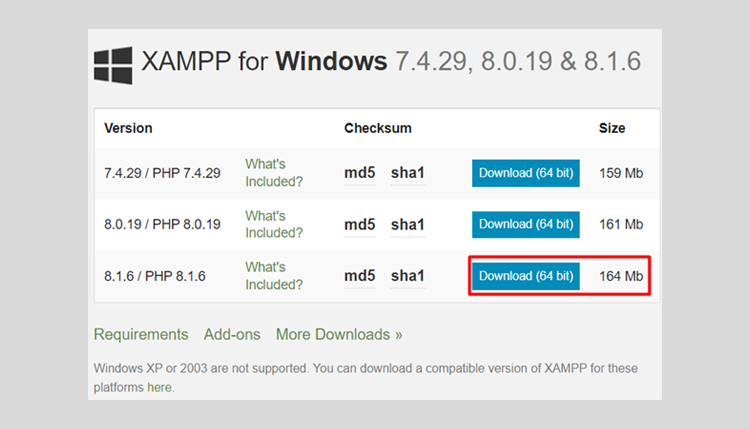 XAMPP for Windows 7.4.29, 8.0.19 & 8.1.6
Version Checksum Size
7.4.29 / PHP 7.4.29 What's Included? md5 sha1 Download (64 bit) 159 Mb
8.0.19 / PHP 8.0.19 What's Included? md5 sha1 Download (64 bit) 161 Mb
8.1.6 / PHP 8.1.6 What's Included? md5 sha1 Download (64 bit) 164 Mb
Requirements Add-ons More Downloads »
Windows XP or 2003 are not supported. You can download a compatible version of XAMPP for these
platforms here.